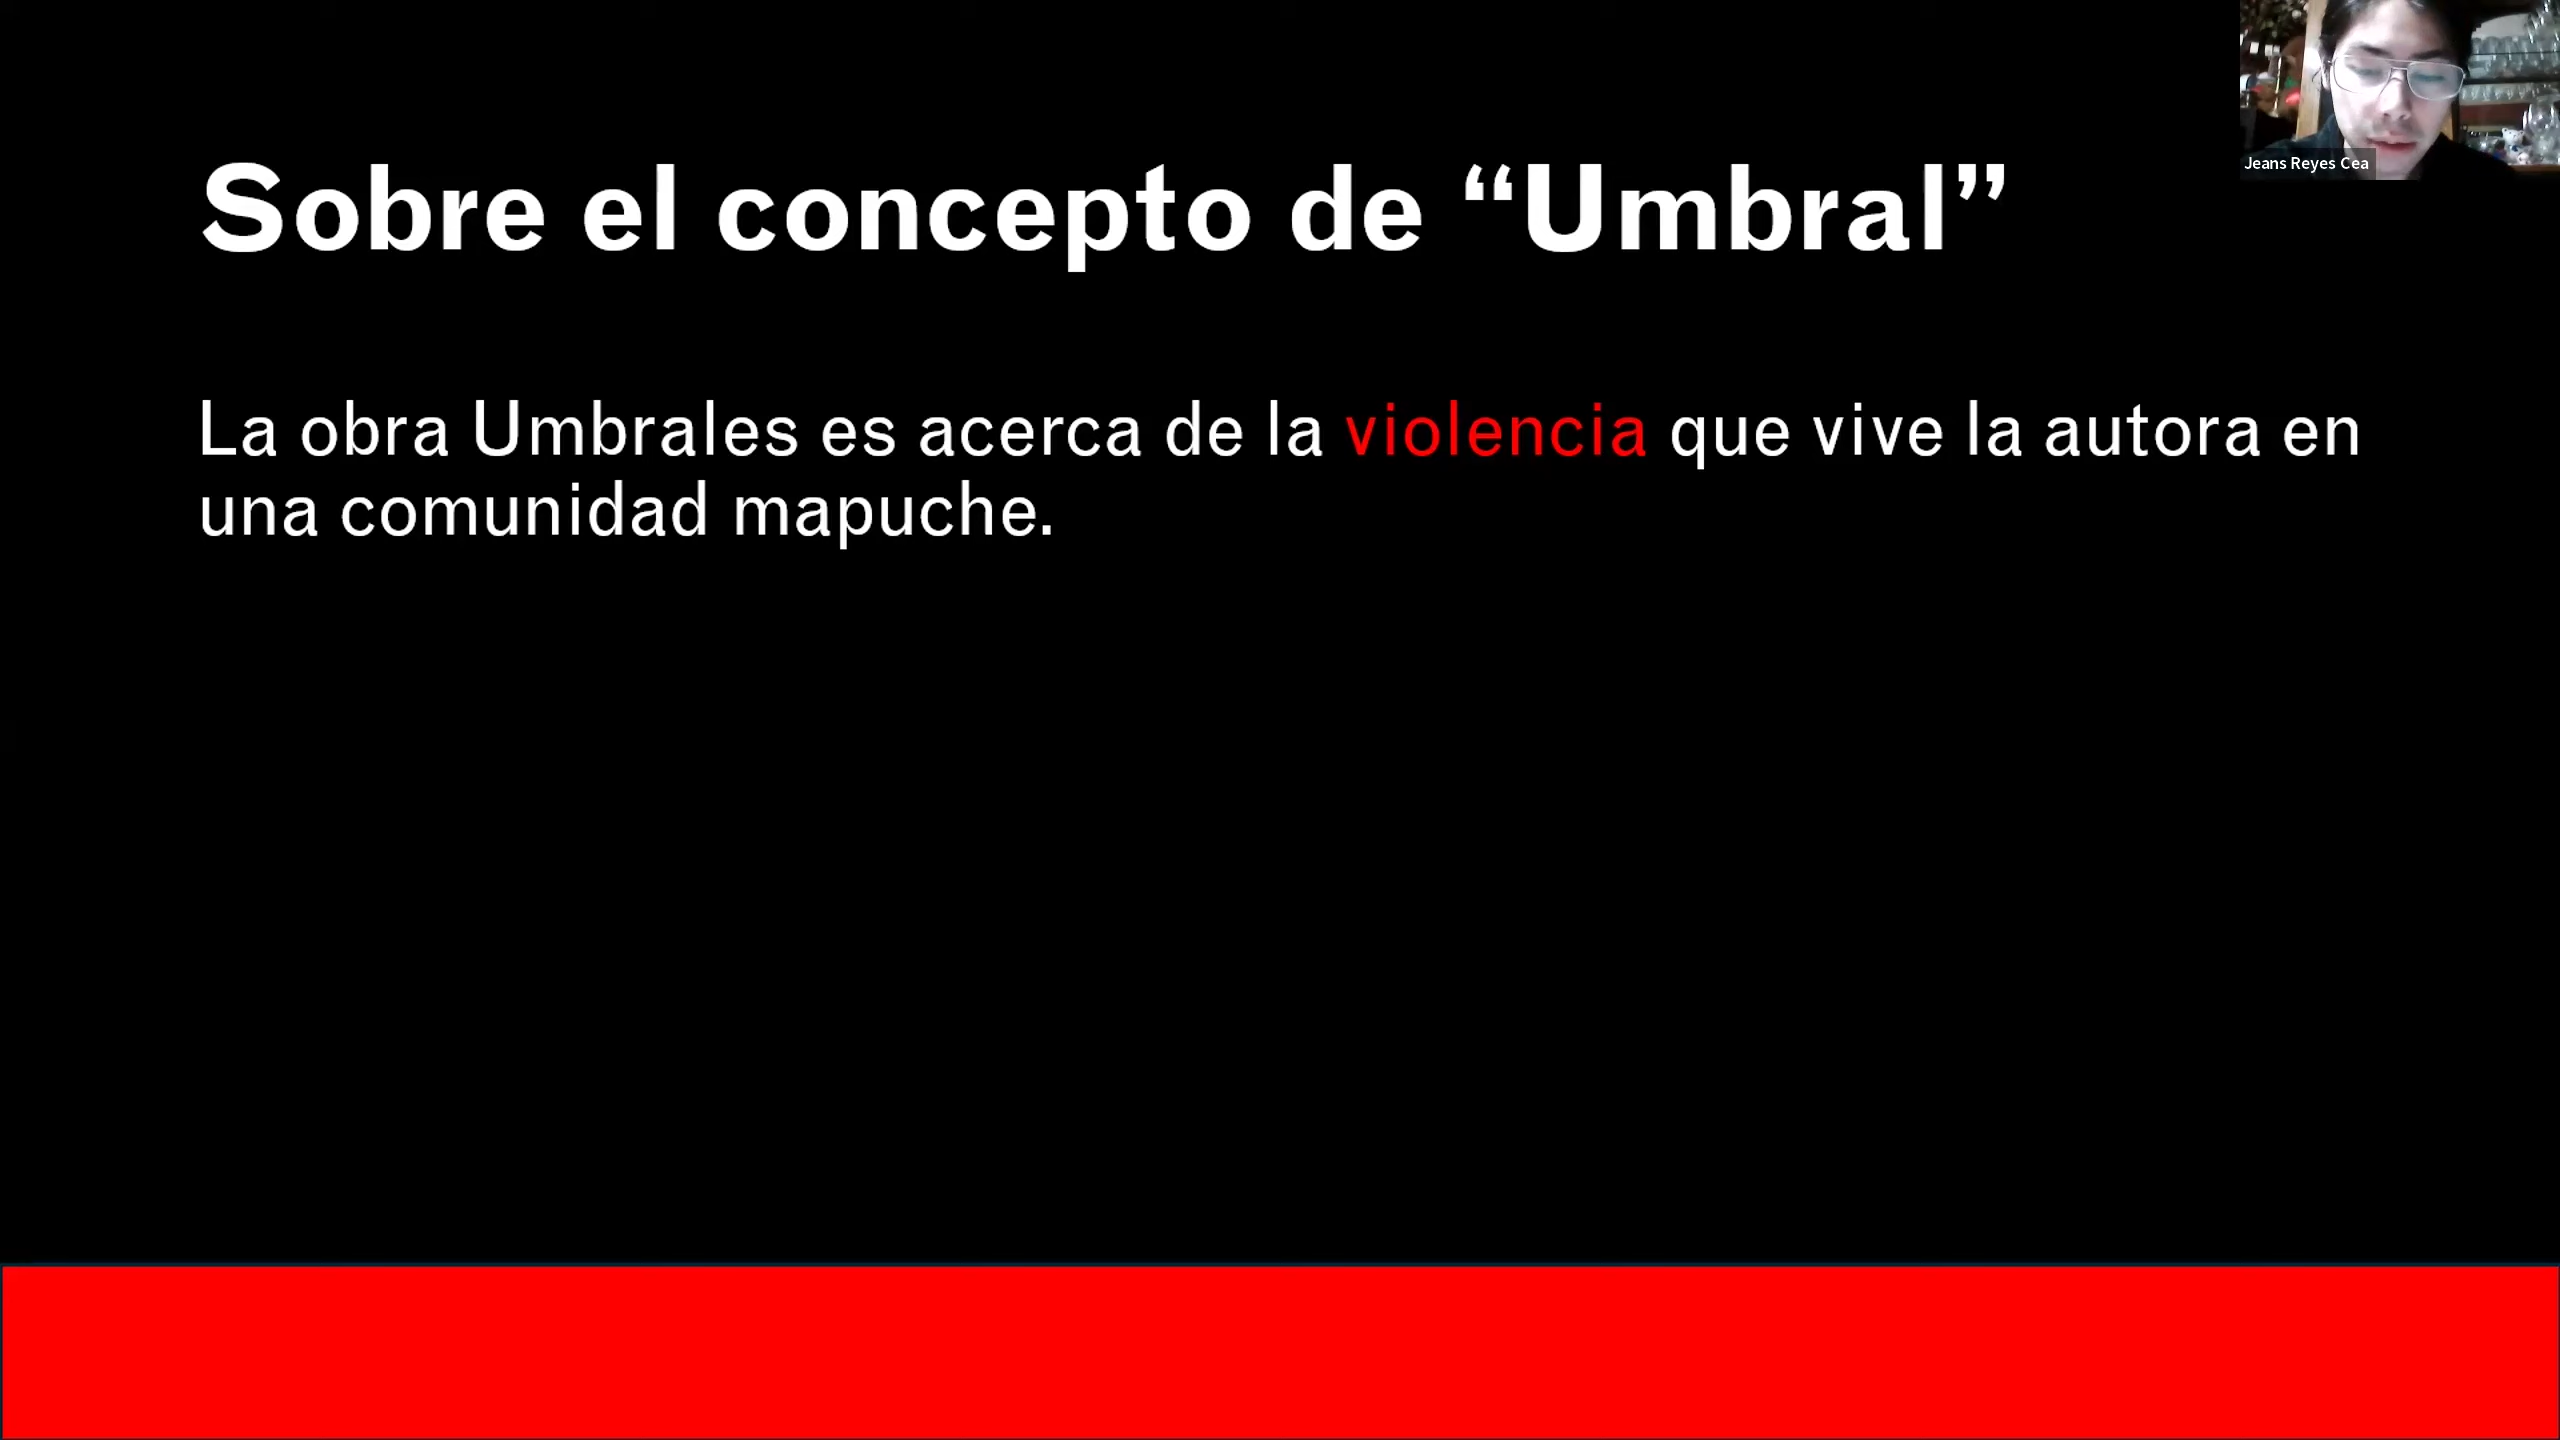 Sobre el concepto de “Umbral”
Jeans Reyes Cea
La obra Umbrales es acerca de la violencia que vive la autora en
una comunidad mapuche.